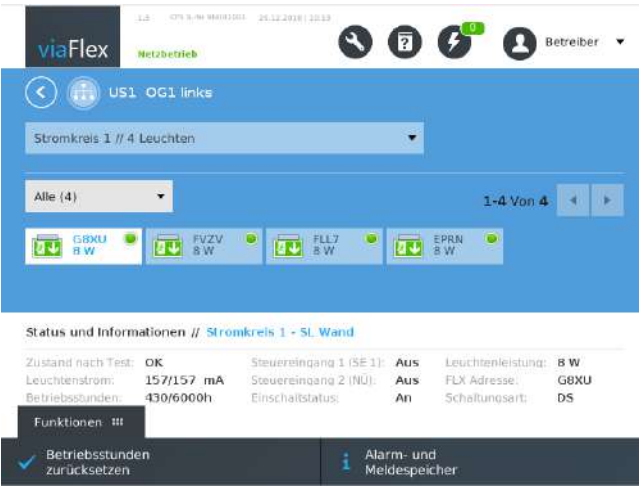 viaFlex
Netzbetrieb
0
Betreiber
US1 OG1 links
Stromkreis 1 // 4 Leuchten
Alle (4)
1-4 Von 4
G8XU
8 W
FVZV
8 W
FLL7
8 W
EPRN
8 W
Status und Informationen // Stromkreis 1 - SL Wand
Zustand nach Test: OK Steuereingang 1 (SE 1): Aus Leuchtenleistung: 8 W
Leuchtenstrom: 157/157 mA Steuereingang 2 (NÜ): Aus FLX Adresse: G8XU
Betriebsstunden: 430/6000h Einschaltstatus: An Schaltungsart: DS
Funktionen
Betriebsstunden
zurücksetzen
Alarm- und
Meldespeicher